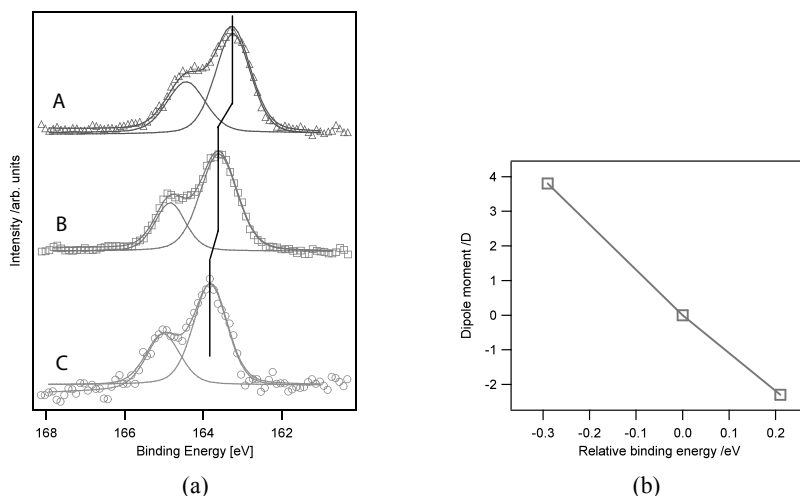 A
B
C
Intensity /arb. units
168 166 164 162
Binding Energy [eV]
(a)
4
3
2
1
0
-1
-2
Dipole moment /D
-0.3 -0.2 -0.1 0.0 0.1 0.2
Relative binding energy /eV
(b)